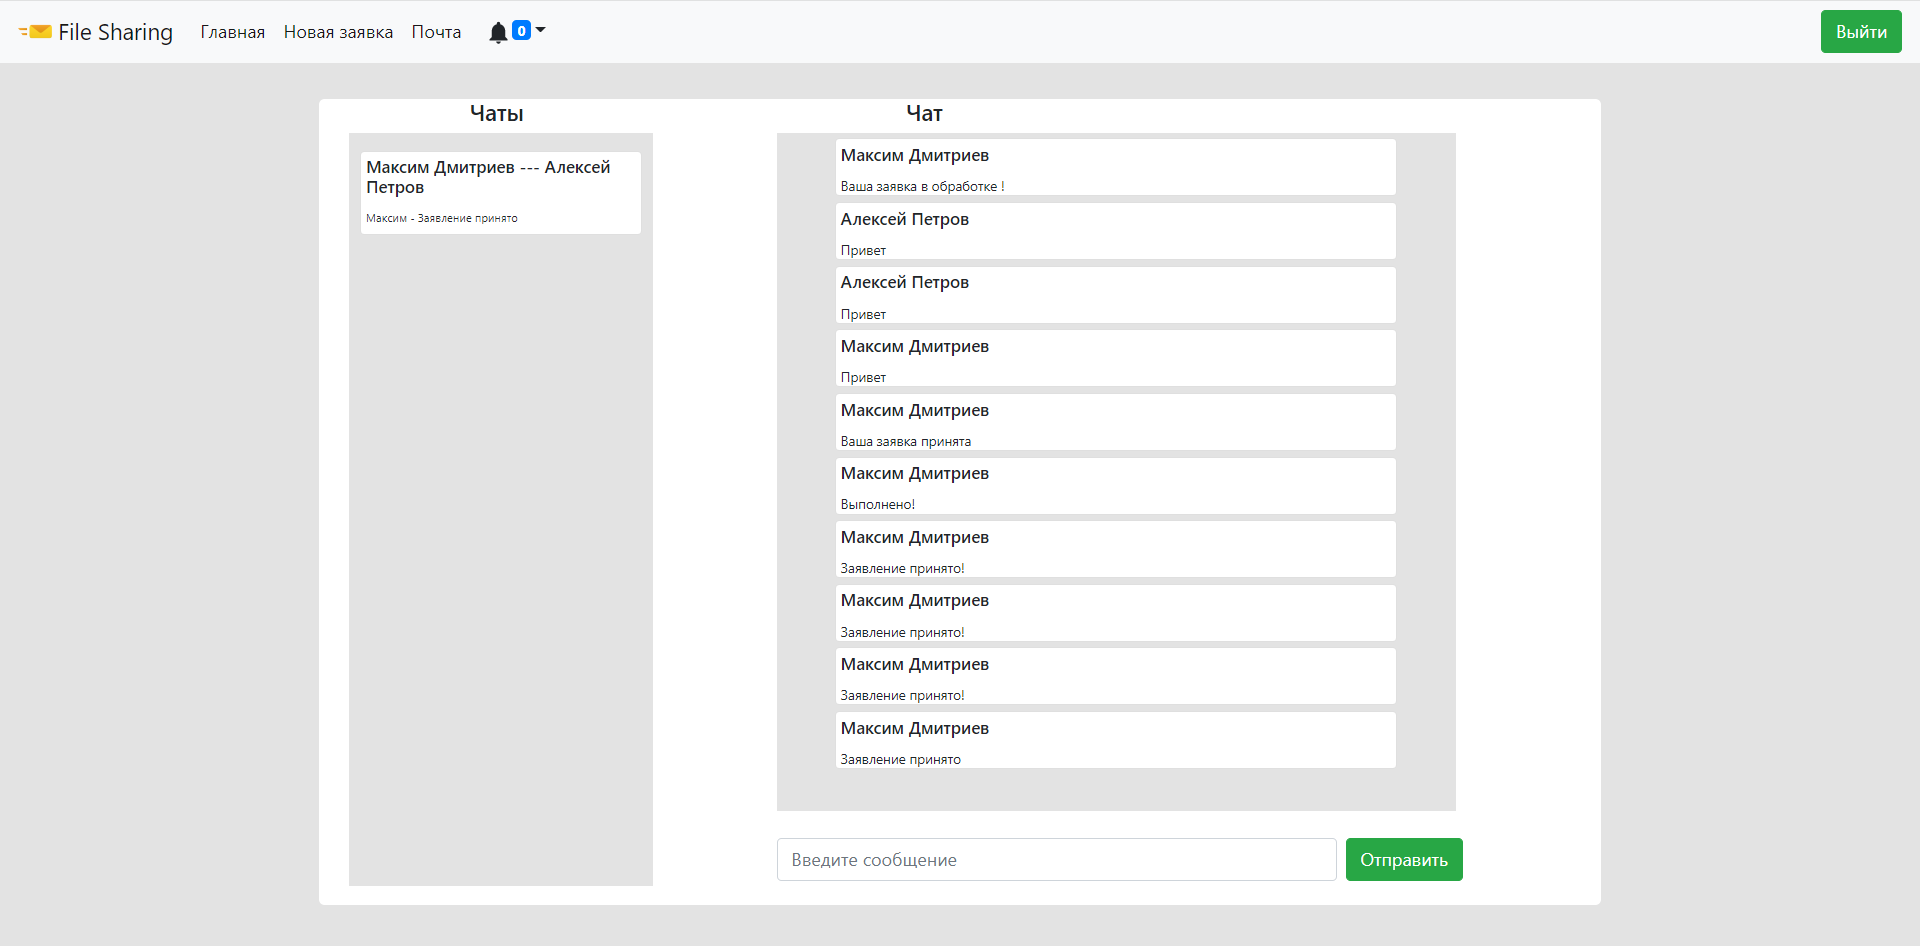 File Sharing
Главная
Новая заявка
Почта
0
Выйти
Чаты
Максим Дмитриев --- Алексей
Петров
Максим - Заявление принято
Чат
Максим Дмитриев
Ваша заявка в обработке !
Алексей Петров
Привет
Алексей Петров
Привет
Максим Дмитриев
Привет
Максим Дмитриев
Ваша заявка принята
Максим Дмитриев
Выполнено!
Максим Дмитриев
Заявление принято!
Максим Дмитриев
Заявление принято!
Максим Дмитриев
Заявление принято!
Максим Дмитриев
Заявление принято
Введите сообщение
Отправить